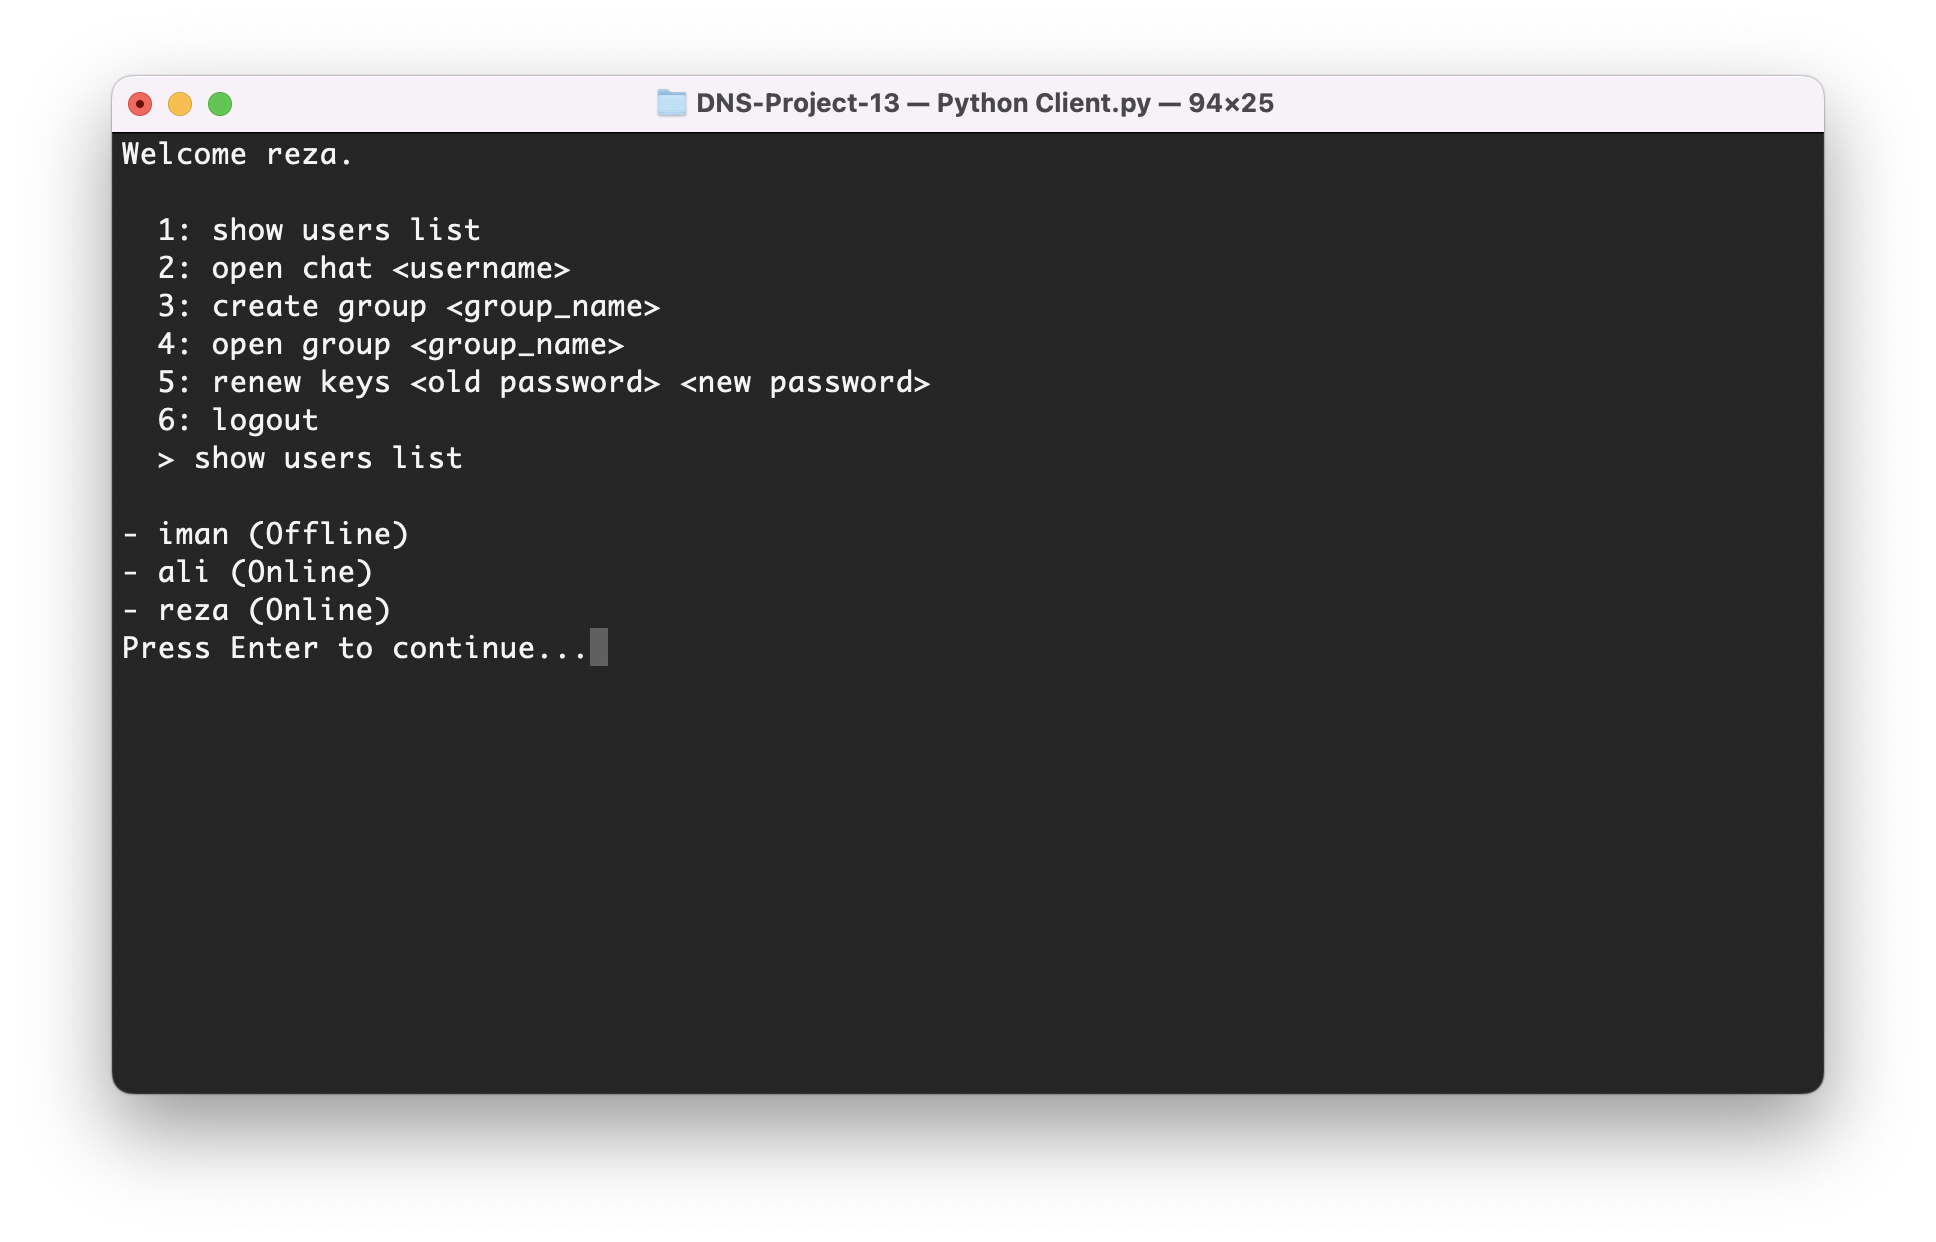 DNS-Project-13 — Python Client.py — 94×25
Welcome reza.
1: show users list
2: open chat <username>
3: create group <group_name>
4: open group <group_name>
5: renew keys <old password> <new password>
6: logout
> show users list
- iman (Offline)
- ali (Online)
- reza (Online)
Press Enter to continue...